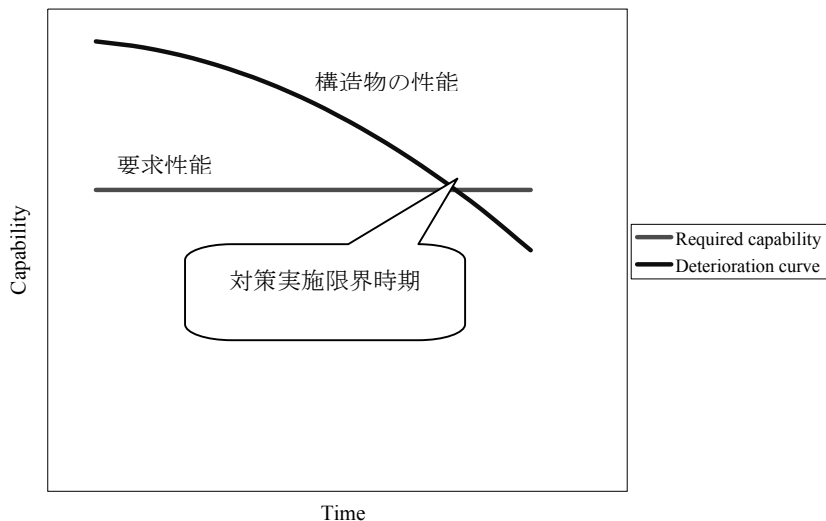 構造物の性能
要求性能
対策実施限界時期
Capability
Required capability
Deterioration curve
Time